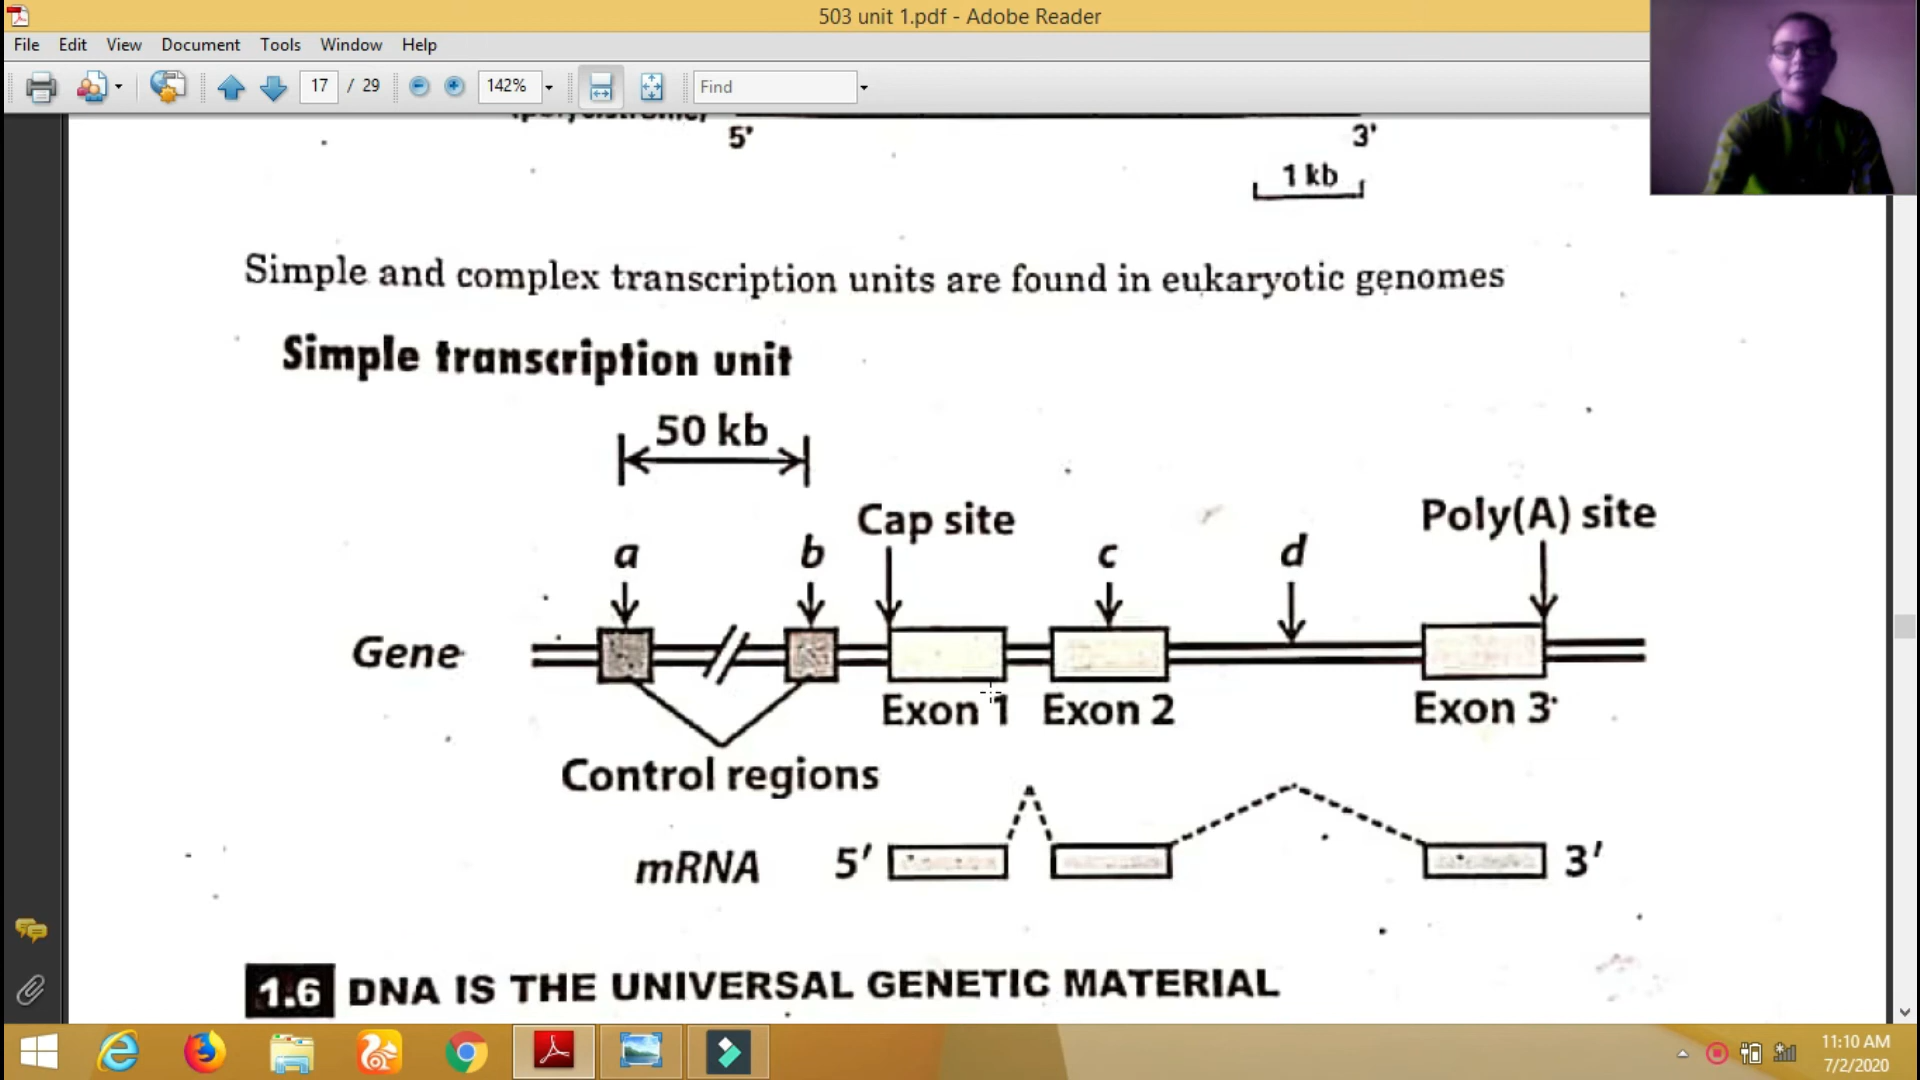 503 unit 1.pdf - Adobe Reader
File Edit View Document Tools Window Help
17 / 29 142% Find
5' 3'
1 kb
Simple and complex transcription units are found in eukaryotic genomes
Simple transcription unit
50 kb
Cap site Poly(A) site
a b c d
Gene
Exon 1 Exon 2 Exon 3
Control regions
mRNA 5′ 3′
1.6 DNA IS THE UNIVERSAL GENETIC MATERIAL
11:10 AM
7/2/2020